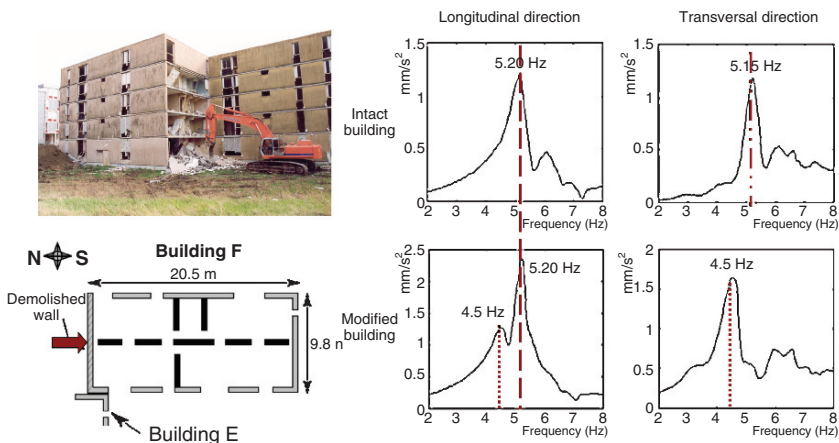 Longitudinal direction
Transversal direction
Intact
building
mm/s²
1.5
1
0.5
0
5.20 Hz
2 3 4 5 6 7 8
Frequency (Hz)
mm/s²
1.5
1
0.5
0
5.15 Hz
2 3 4 5 6 7 8
Frequency (Hz)
N S
Building F
20.5 m
Demolished
wall
9.8 n
Building E
Modified
building
mm/s²
2.5
2
1.5
1
0.5
0
4.5 Hz
5.20 Hz
2 3 4 5 6 7 8
Frequency (Hz)
mm/s²
2
1.5
1
0.5
0
4.5 Hz
2 3 4 5 6 7 8
Frequency (Hz)